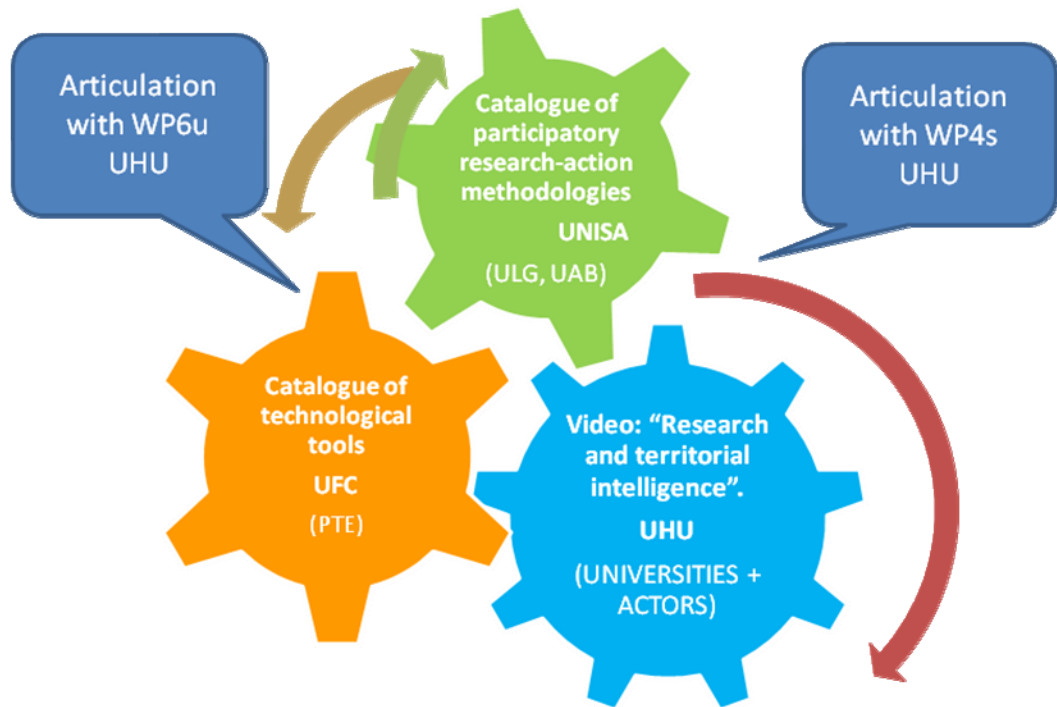 Articulation
with WP6u
UHU
Catalogue of
participatory
research-action
methodologies
UNISA
(ULG, UAB)
Articulation
with WP4s
UHU
Catalogue of
technological
tools
UFC
(PTE)
Video: “Research
and territorial
intelligence”.
UHU
(UNIVERSITIES +
ACTORS)